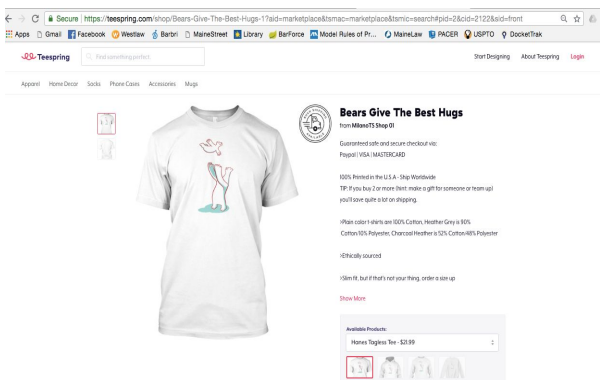 Secure | https://teespring.com/shop/Bears-Give-The-Best-Hugs-1?aid=marketplace&tsmac=marketplace&tsmic=search#pid=2&cid=2122&sid=front
Apps Gmail Facebook Westlaw Barbri MaineStreet Library BarForce Model Rules of Pr... MaineLaw PACER USPTO DocketTrak
Teespring Find something perfect Start Designing About Teespring Login
Apparel Home Decor Socks Phone Cases Accessories Mugs
Bears Give The Best Hugs
from MilanoTS Shop 01
Guaranteed safe and secure checkout via:
Paypal | VISA | MASTERCARD
100% Printed in the U.S.A - Ship Worldwide
TIP: If you buy 2 or more (hint: make a gift for someone or team up)
you'll save quite a lot on shipping.
>Plain color t-shirts are 100% Cotton, Heather Grey is 90%
Cotton/10% Polyester, Charcoal Heather is 52% Cotton/48% Polyester
>Ethically sourced
>Slim fit, but if that's not your thing, order a size up
Show More
Available Products:
Hanes Tagless Tee - $21.99